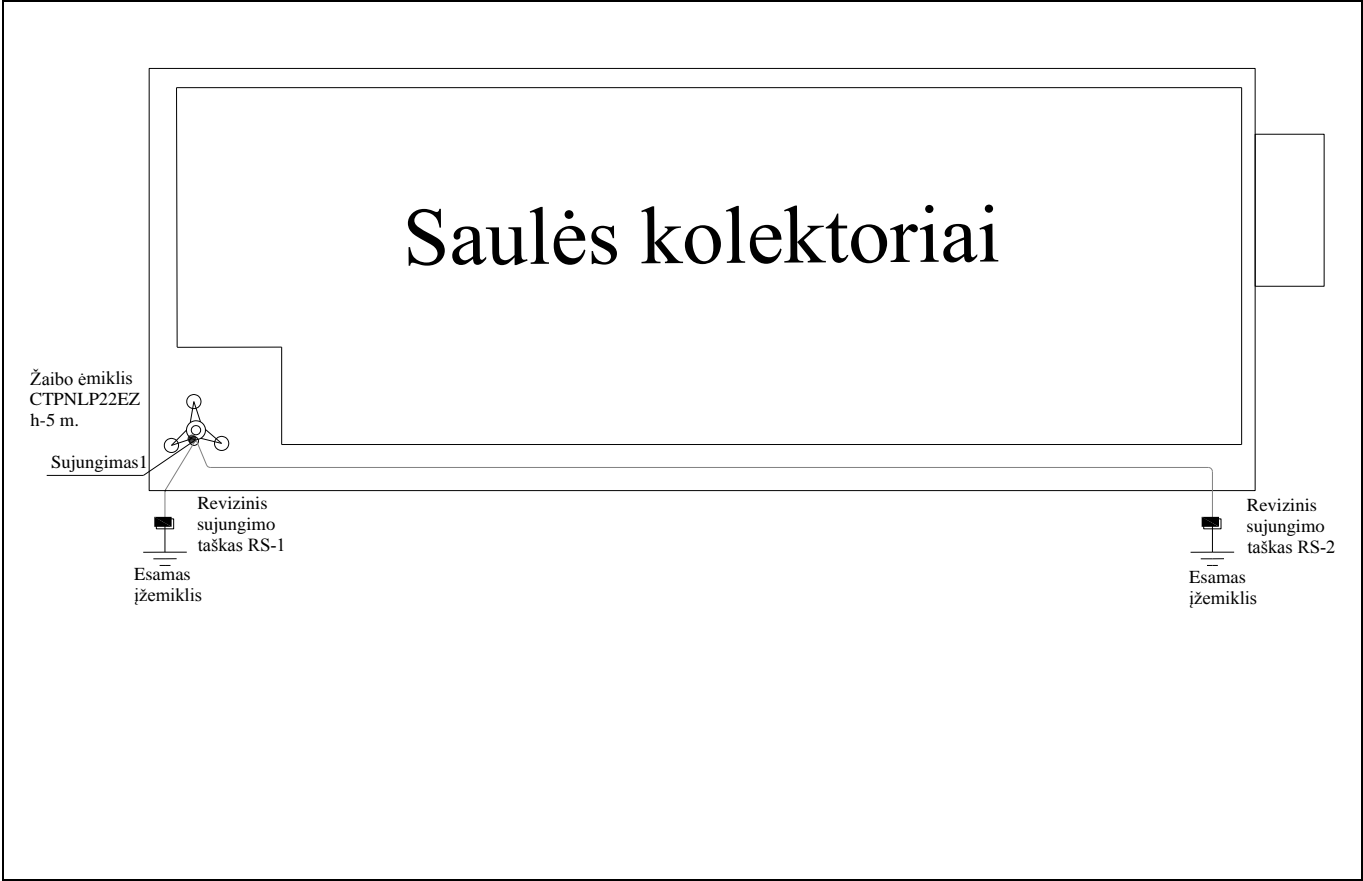 Saulės kolektoriai
Žaibo ėmiklis
CTPNLP22EZ
h-5 m.
Sujungimas1
Revizinis
sujungimo
taškas RS-1
Esamas
įžemiklis
Revizinis
sujungimo
taškas RS-2
Esamas
įžemiklis